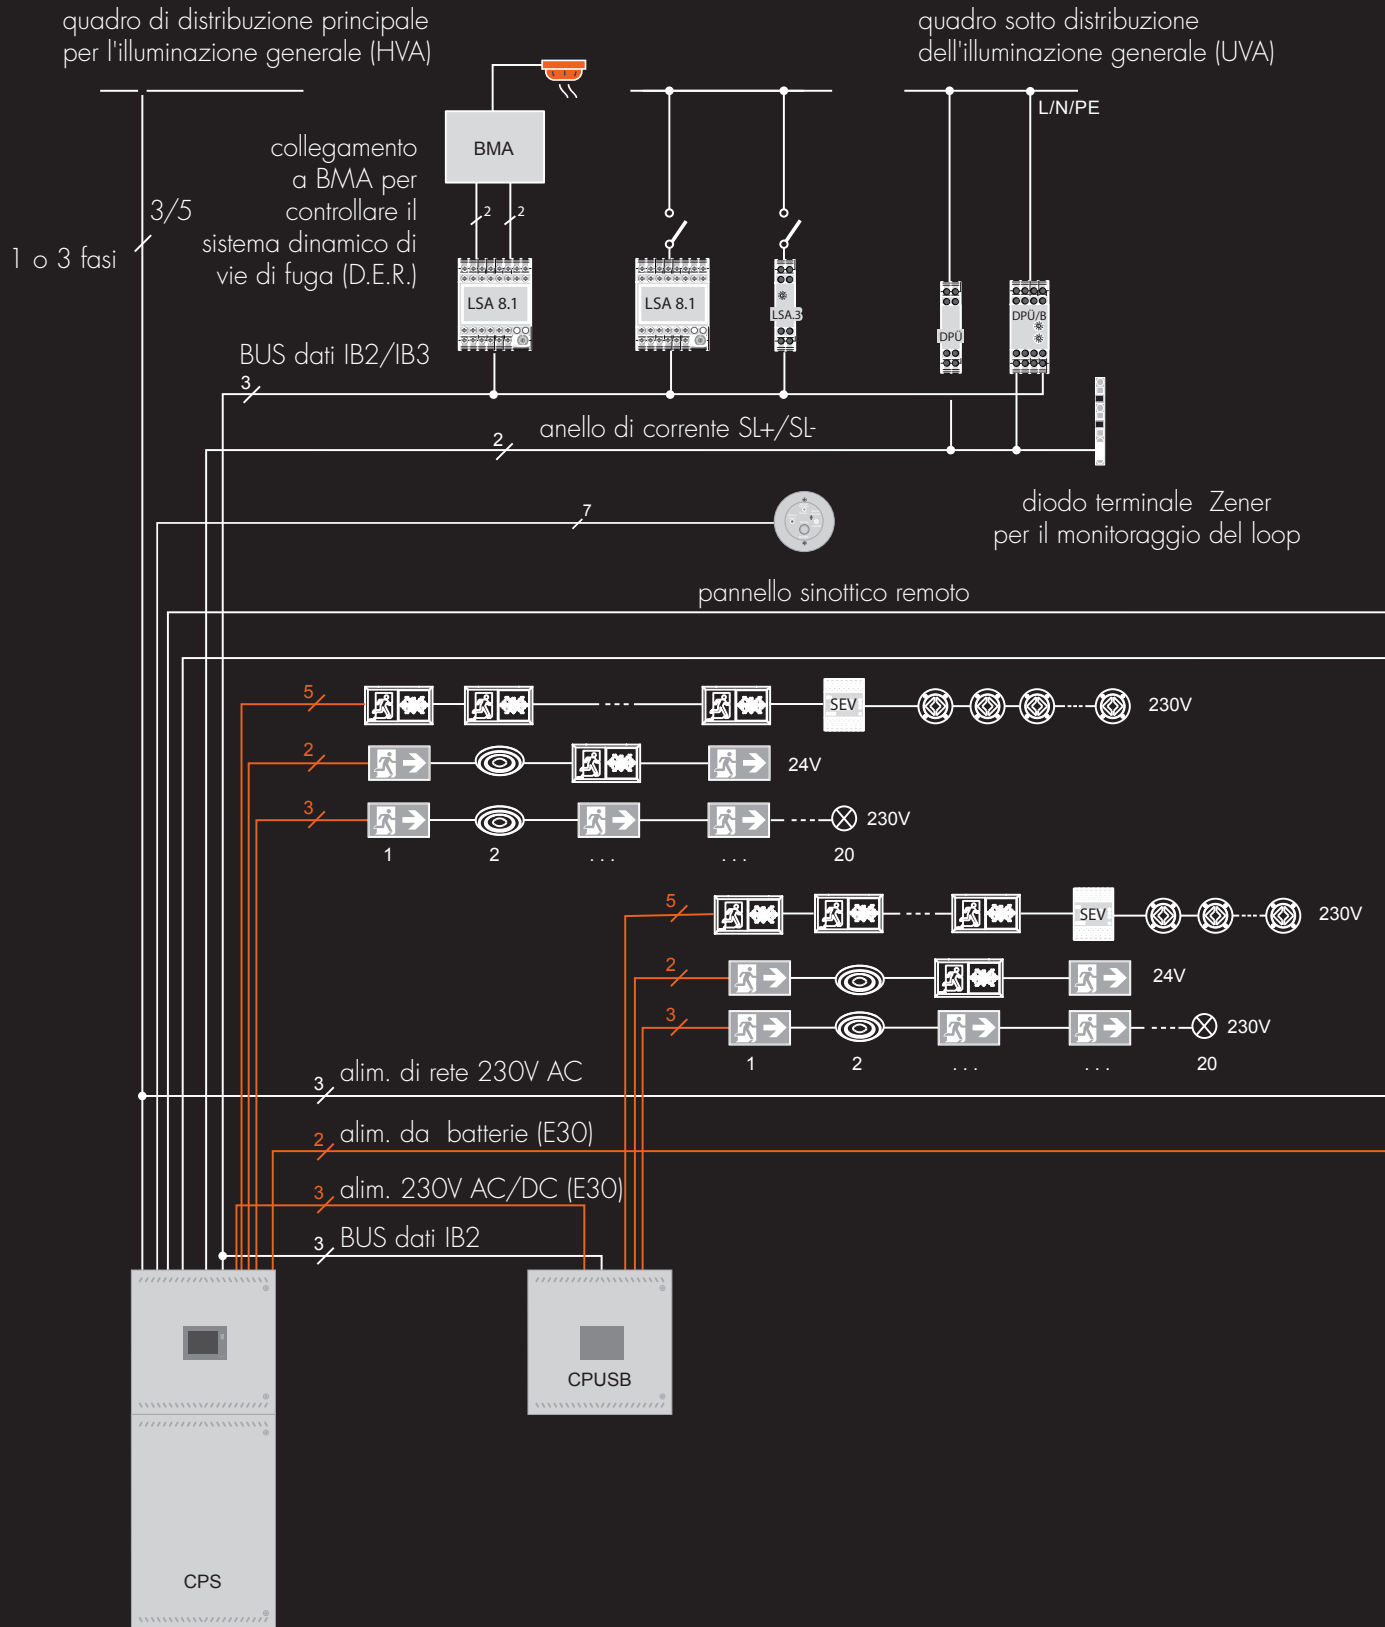 quadro di distribuzione principale
per l'illuminazione generale (HVA)
quadro sotto distribuzione
dell'illuminazione generale (UVA)
L/N/PE
BMA
collegamento
a BMA per
controllare il
sistema dinamico di
vie di fuga (D.E.R.)
3/5
1 o 3 fasi
2
2
LSA 8.1
LSA 8.1
LSA.3
DPÜ
DPÜ/B
BUS dati IB2/IB3
3
anello di corrente SL+/SL-
2
diodo terminale Zener
per il monitoraggio del loop
7
pannello sinottico remoto
5
SEV
230V
2
24V
3
230V
1 2 ... ... 20
5
SEV
230V
2
24V
3
230V
1 2 ... ... 20
3 alim. di rete 230V AC
2 alim. da batterie (E30)
3 alim. 230V AC/DC (E30)
3 BUS dati IB2
CPUSB
CPS